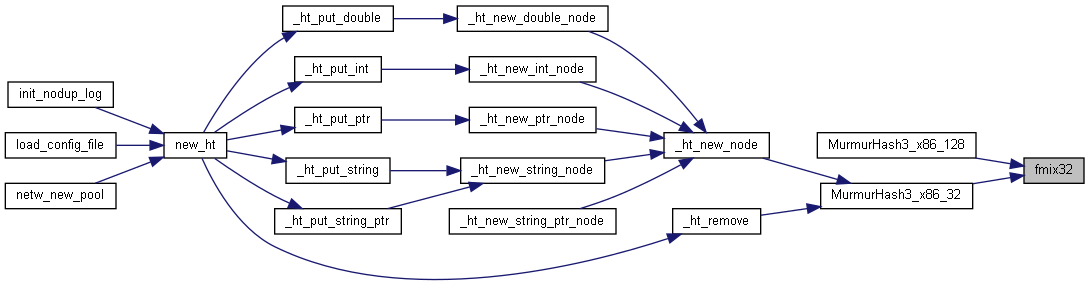 _ht_put_double
_ht_new_double_node
_ht_put_int
_ht_new_int_node
init_nodup_log
_ht_put_ptr
_ht_new_ptr_node
load_config_file
new_ht
_ht_new_node
MurmurHash3_x86_128
_ht_put_string
_ht_new_string_node
fmix32
netw_new_pool
MurmurHash3_x86_32
_ht_put_string_ptr
_ht_new_string_ptr_node
_ht_remove